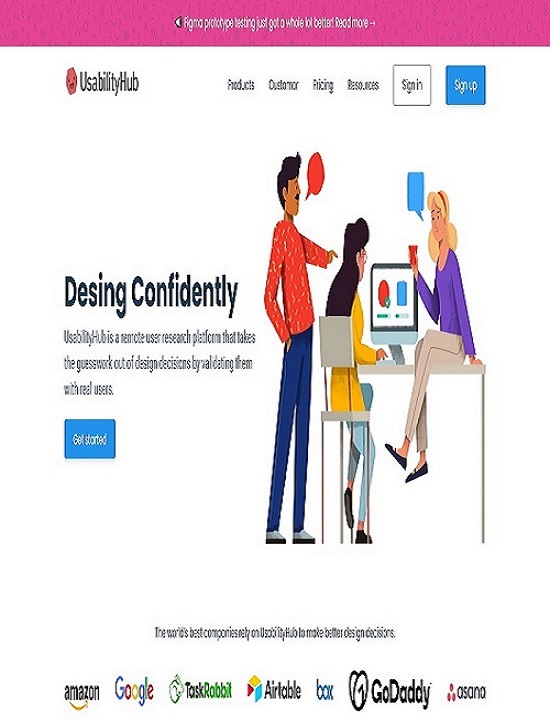 Figma prototype testing just got a whole lot better! Read more →
UsabilityHub
Products Customer Pricing Resources Sign in Sign up
Desing Confidently
UsabilityHub is a remote user research platform that takes
the guesswork out of design decisions by validating them
with real users.
Get started
The world's best companies rely on UsabilityHub to make better design decisions.
amazon Google TaskRabbit Airtable box GoDaddy asana